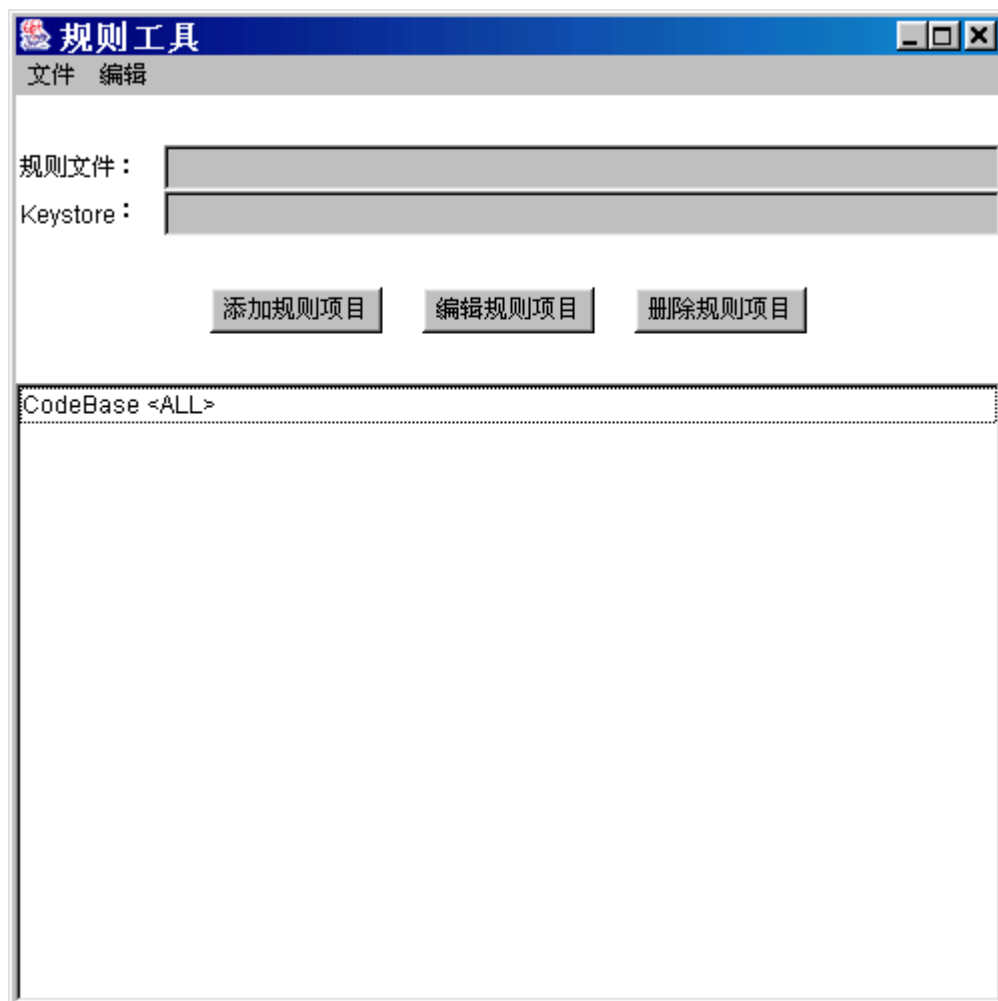 规则工具
文件 编辑
规则文件：
Keystore：
添加规则项目 编辑规则项目 删除规则项目
CodeBase <ALL>